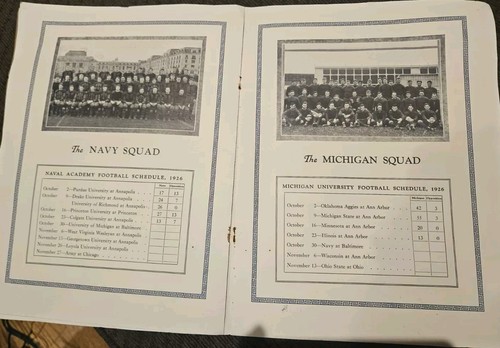 The NAVY SQUAD
NAVAL ACADEMY FOOTBALL SCHEDULE, 1926
Navy Opponents
October 2—Purdue University at Annapolis 17 13
October 9—Drake University at Annapolis 24 7
University of Richmond at Annapolis 26 0
October 16—Princeton University at Princeton 27 13
October 23—Colgate University at Annapolis 13 7
October 30—University of Michigan at Baltimore
November 6—West Virginia Wesleyan at Annapolis
November 13—Georgetown University at Annapolis
November 20—Loyola University at Annapolis
November 27—Army at Chicago
The MICHIGAN SQUAD
MICHIGAN UNIVERSITY FOOTBALL SCHEDULE, 1926
Michigan Opponents
October 2—Oklahoma Aggies at Ann Arbor 42 3
October 9—Michigan State at Ann Arbor 55 3
October 16—Minnesota at Ann Arbor 20 0
October 23—Illinois at Ann Arbor 13 0
October 30—Navy at Baltimore
November 6—Wisconsin at Ann Arbor
November 13—Ohio State at Ohio